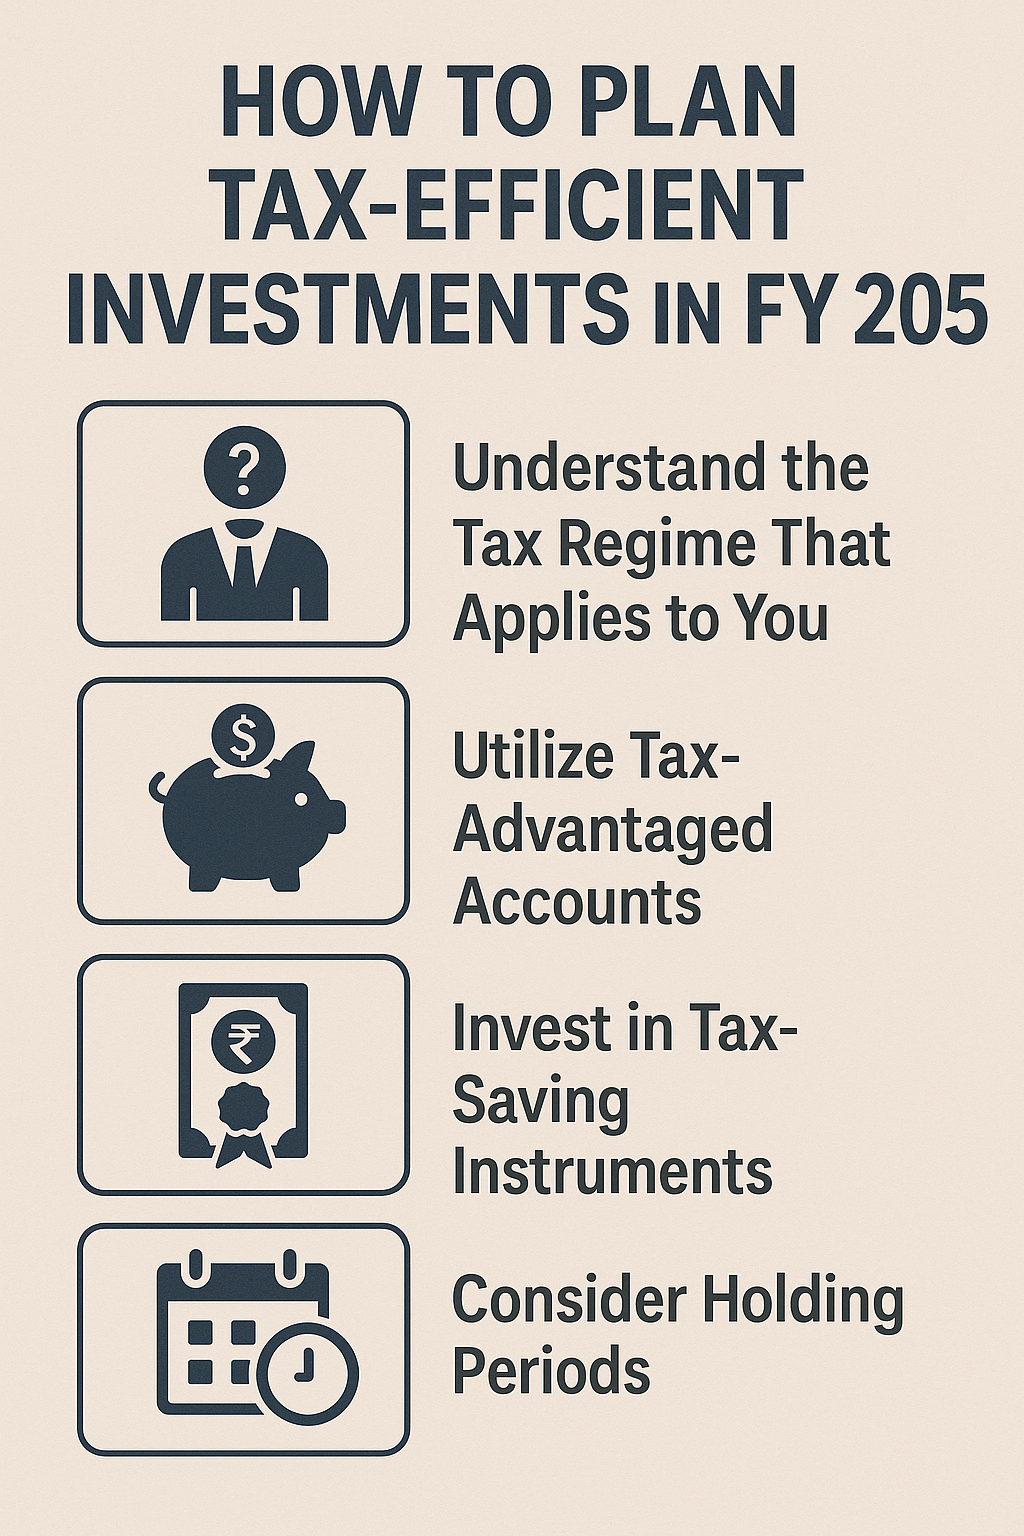 HOW TO PLAN
TAX-EFFICIENT
INVESTMENTS IN FY 205
?
Understand the
Tax Regime That
Applies to You
$
Utilize Tax-
Advantaged
Accounts
₹
Invest in Tax-
Saving
Instruments
Consider Holding
Periods